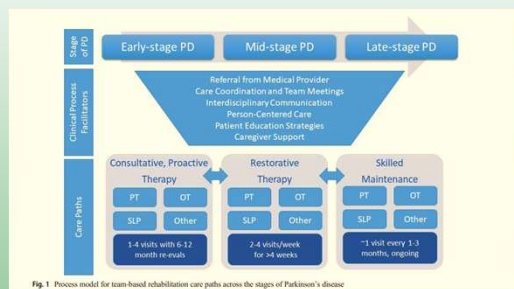 Stage
of PD
Early-stage PD
Mid-stage PD
Late-stage PD
Clinical Process
Facilitators
Referral from Medical Provider
Care Coordination and Team Meetings
Interdisciplinary Communication
Person-Centered Care
Patient Education Strategies
Caregiver Support
Care Paths
Consultative, Proactive
Therapy
PT
OT
SLP
Other
1-4 visits with 6-12
month re-evals
Restorative
Therapy
PT
OT
SLP
Other
2-4 visits/week
for >4 weeks
Skilled
Maintenance
PT
OT
SLP
Other
~1 visit every 1-3
months, ongoing
Fig. 1 Process model for team-based rehabilitation care paths across the stages of Parkinson's disease